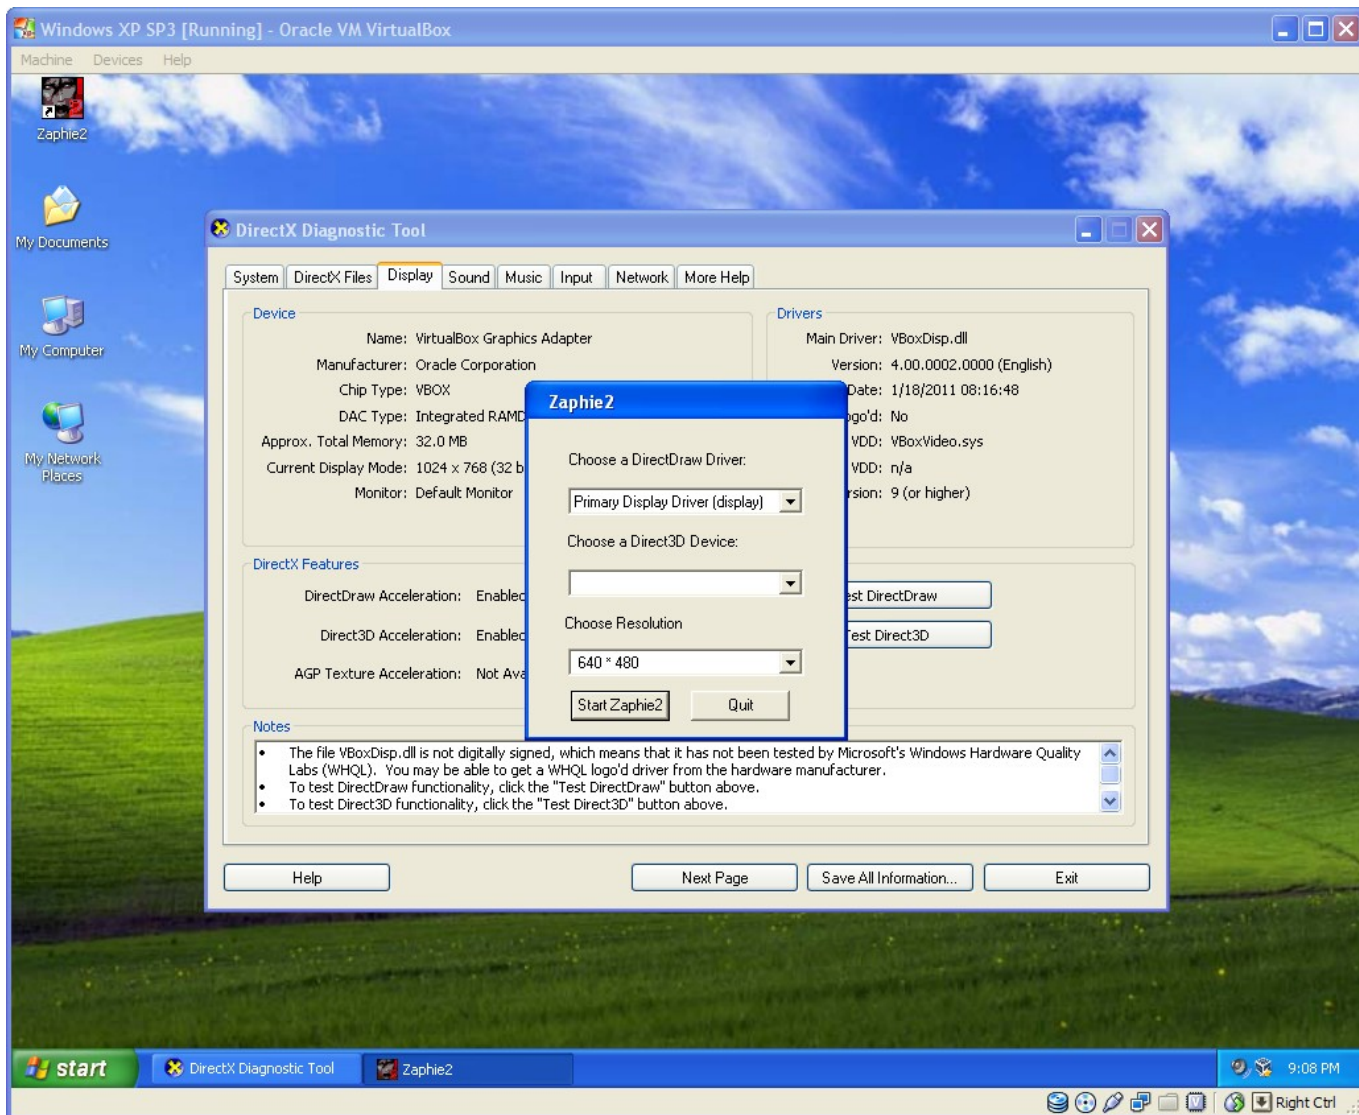 Windows XP SP3 [Running] - Oracle VM VirtualBox
Machine Devices Help
Zaphie2
My Documents
My Computer
My Network
Places
DirectX Diagnostic Tool
System DirectX Files Display Sound Music Input Network More Help
Device
Name: VirtualBox Graphics Adapter
Manufacturer: Oracle Corporation
Chip Type: VBOX
DAC Type: Integrated RAMD
Approx. Total Memory: 32.0 MB
Current Display Mode: 1024 x 768 (32 b
Monitor: Default Monitor
Drivers
Main Driver: VBoxDisp.dll
Version: 4.00.0002.0000 (English)
Date: 1/18/2011 08:16:48
ogo'd: No
VDD: VBoxVideo.sys
VDD: n/a
rsion: 9 (or higher)
Zaphie2
Choose a DirectDraw Driver:
Primary Display Driver (display)
Choose a Direct3D Device:
Choose Resolution
640 * 480
Start Zaphie2 Quit
DirectX Features
DirectDraw Acceleration: Enabled
est DirectDraw
Direct3D Acceleration: Enabled
Test Direct3D
AGP Texture Acceleration: Not Ava
Notes
• The file VBoxDisp.dll is not digitally signed, which means that it has not been tested by Microsoft's Windows Hardware Quality
Labs (WHQL). You may be able to get a WHQL logo'd driver from the hardware manufacturer.
• To test DirectDraw functionality, click the "Test DirectDraw" button above.
• To test Direct3D functionality, click the "Test Direct3D" button above.
Help Next Page Save All Information... Exit
start DirectX Diagnostic Tool Zaphie2 9:08 PM
Right Ctrl